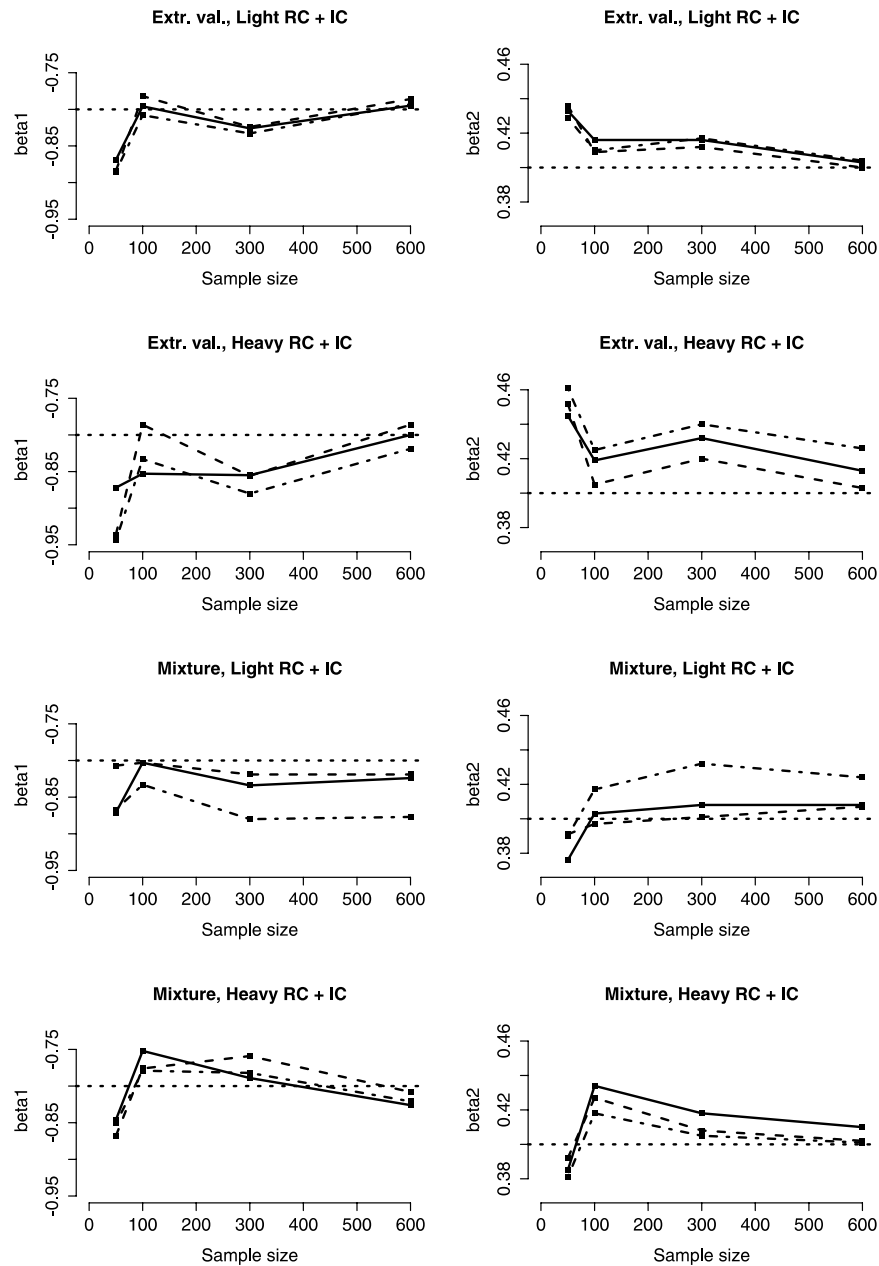 Extr. val., Light RC + IC
beta1
-0.75
-0.85
-0.95
0 100 200 300 400 500 600
Sample size
Extr. val., Light RC + IC
beta2
0.46
0.42
0.38
0 100 200 300 400 500 600
Sample size
Extr. val., Heavy RC + IC
beta1
-0.75
-0.85
-0.95
0 100 200 300 400 500 600
Sample size
Extr. val., Heavy RC + IC
beta2
0.46
0.42
0.38
0 100 200 300 400 500 600
Sample size
Mixture, Light RC + IC
beta1
-0.75
-0.85
-0.95
0 100 200 300 400 500 600
Sample size
Mixture, Light RC + IC
beta2
0.46
0.42
0.38
0 100 200 300 400 500 600
Sample size
Mixture, Heavy RC + IC
beta1
-0.75
-0.85
-0.95
0 100 200 300 400 500 600
Sample size
Mixture, Heavy RC + IC
beta2
0.46
0.42
0.38
0 100 200 300 400 500 600
Sample size